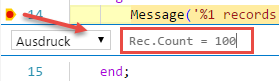 14 Message('%1 records
Ausdruck Rec.Count = 100
15 end;